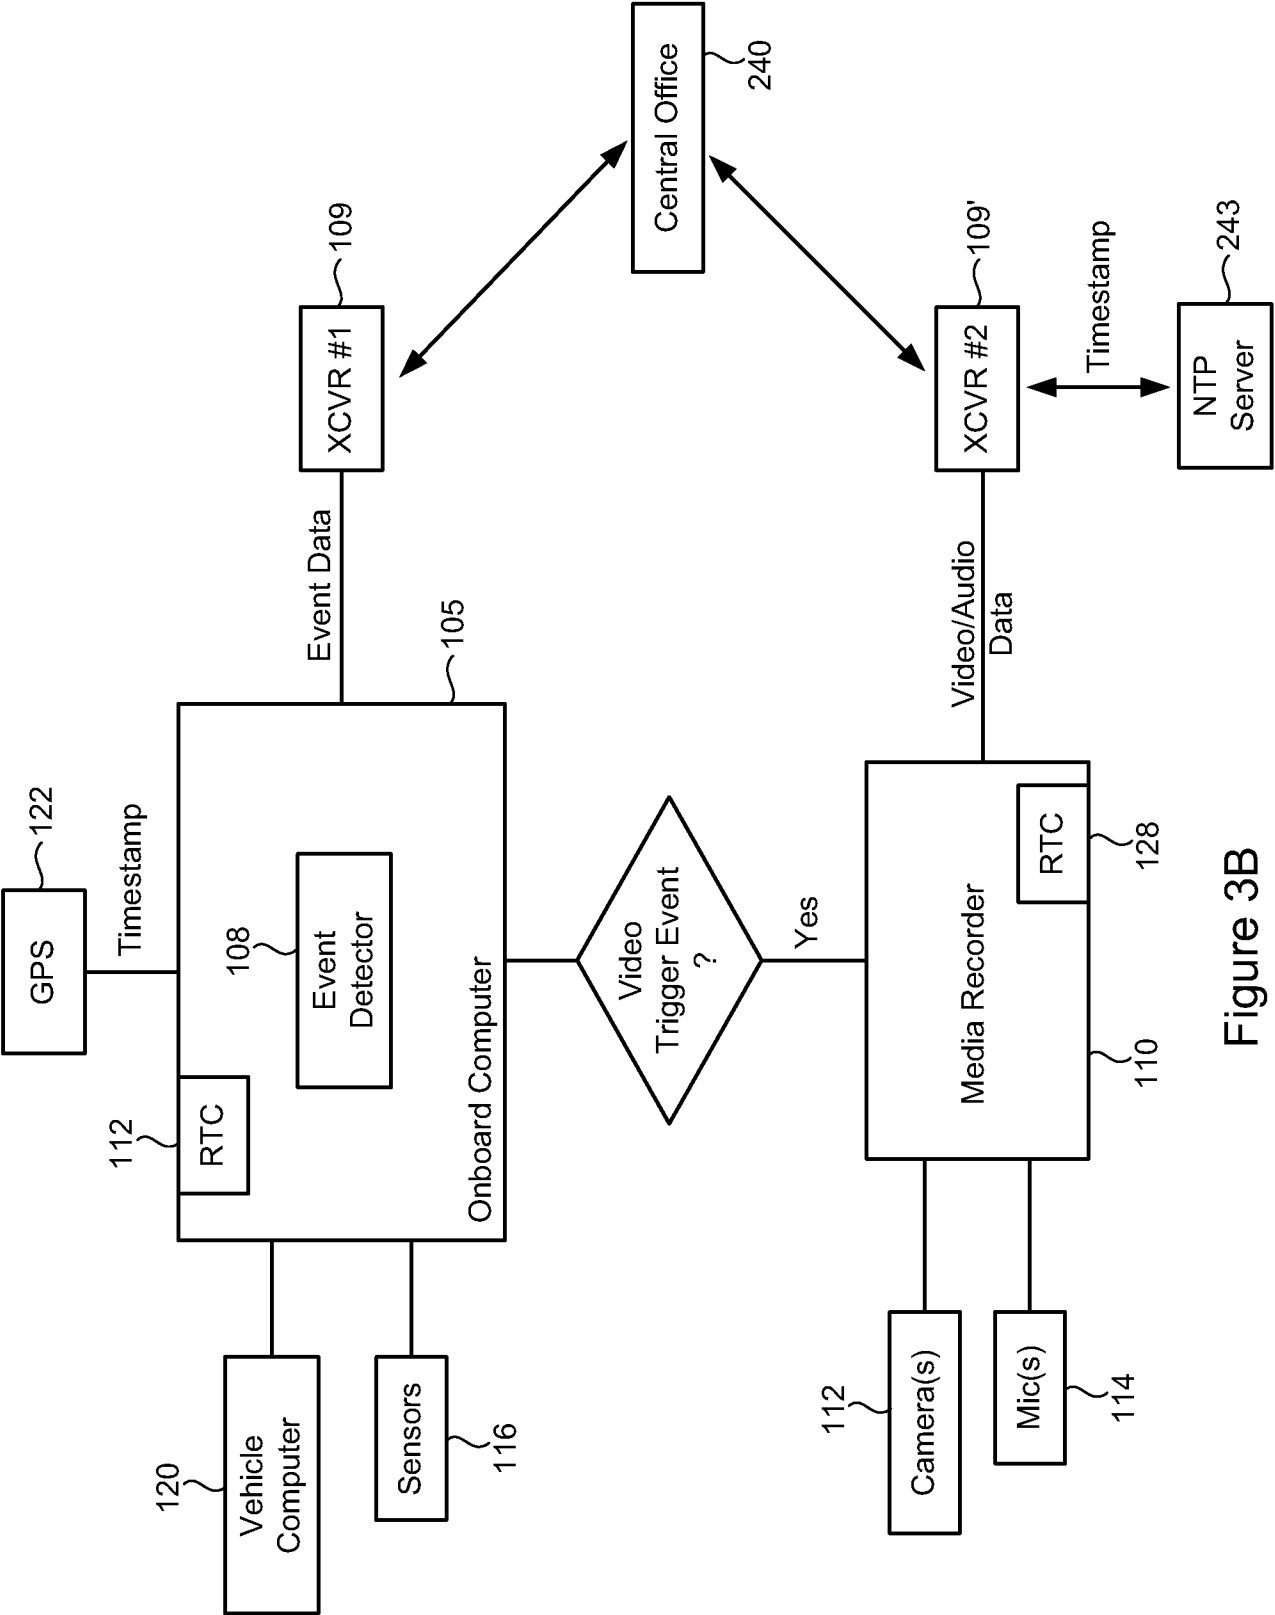 122
GPS
Timestamp
112
RTC
108
Event
Detector
Onboard Computer
105
120
Vehicle
Computer
Sensors
116
Event Data
XCVR #1
109
Central Office
240
Video
Trigger Event
?
Yes
Media Recorder
110
RTC
128
112
Camera(s)
Mic(s)
114
Video/Audio
Data
XCVR #2
109'
Timestamp
NTP
Server
243
Figure 3B